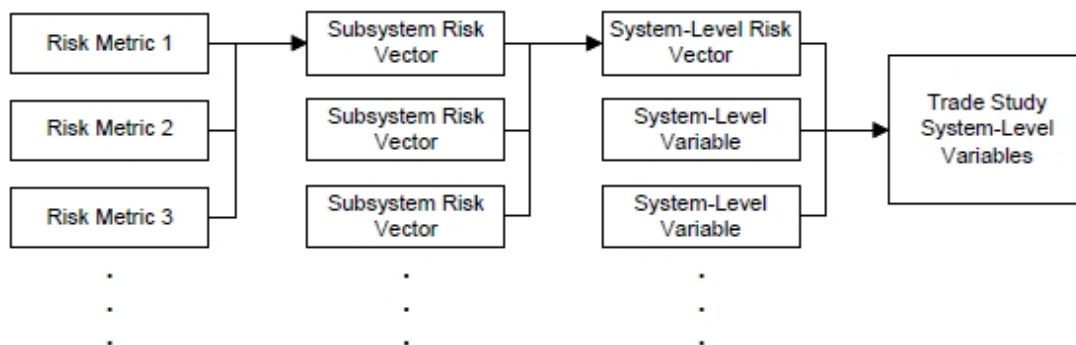 Risk Metric 1
Subsystem Risk
Vector
System-Level Risk
Vector
Risk Metric 2
Subsystem Risk
Vector
System-Level
Variable
Trade Study
System-Level
Variables
Risk Metric 3
Subsystem Risk
Vector
System-Level
Variable